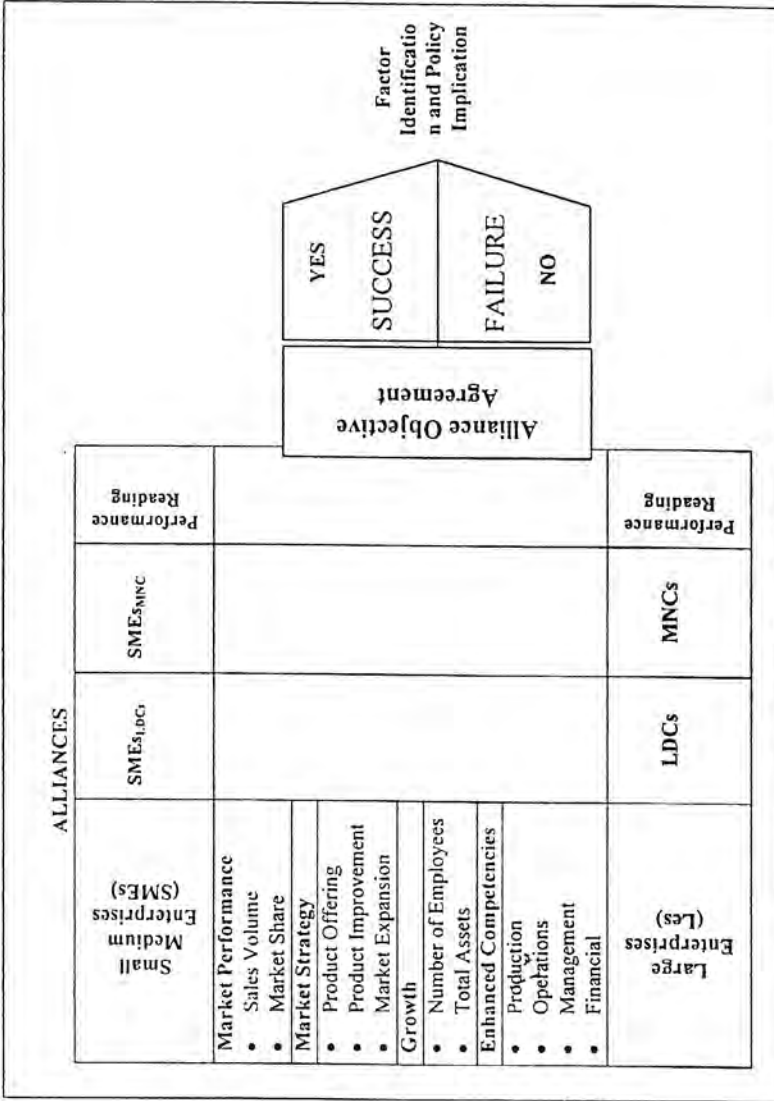 ALLIANCES
Small
Medium
Enterprises
(SMEs)
SMEsLDCs
SMEsMNC
Performance
Reading
Market Performance
• Sales Volume
• Market Share
Market Strategy
• Product Offering
• Product Improvement
• Market Expansion
Growth
• Number of Employees
• Total Assets
Enhanced Competencies
• Production
• Operations
• Management
• Financial
Large
Enterprises
(Les)
LDCs
MNCs
Performance
Reading
Alliance Objective
Agreement
YES
SUCCESS
FAILURE
NO
Factor
Identificatio
n and Policy
Implication